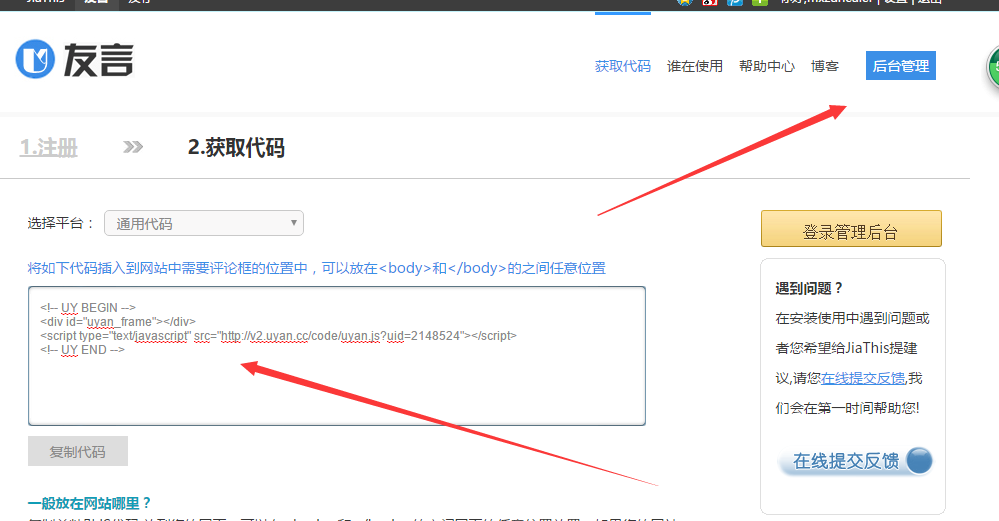 JiaThis 友言
友言
获取代码 谁在使用 帮助中心 博客 后台管理
1.注册 2.获取代码
选择平台： 通用代码
登录管理后台
将如下代码插入到网站中需要评论框的位置中，可以放在<body>和</body>的之间任意位置
<!-- UY BEGIN -->
<div id="uyan_frame"></div>
<script type="text/javascript" src="http://v2.uyan.cc/code/uyan.js?uid=2148524"></script>
<!-- UY END -->
遇到问题？
在安装使用中遇到问题或
者您希望给JiaThis提建
议,请您在线提交反馈,我
们会在第一时间帮助您!
复制代码
在线提交反馈
一般放在网站哪里？